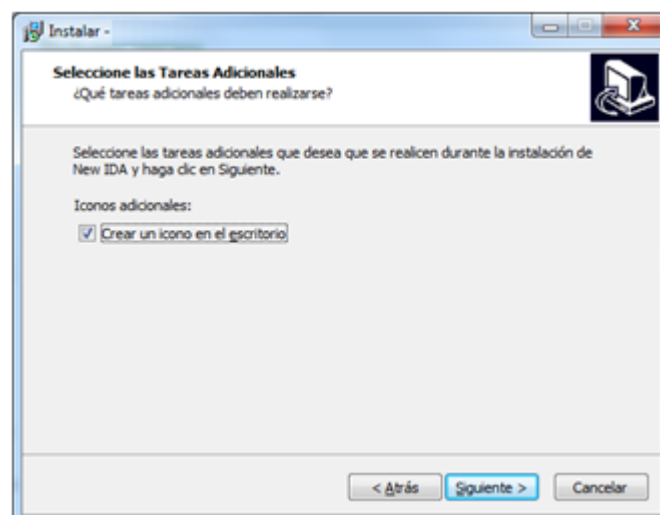 Instalar -
Seleccione las Tareas Adicionales
¿Qué tareas adicionales deben realizarse?
Seleccione las tareas adicionales que desea que se realicen durante la instalación de
New IDA y haga clic en Siguiente.
Iconos adicionales:
Crear un icono en el escritorio
< Atrás
Siguiente >
Cancelar